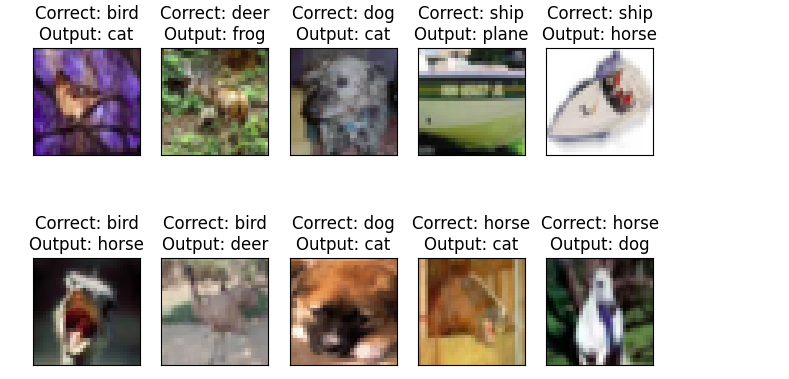 Correct: bird
Output: cat
Correct: deer
Output: frog
Correct: dog
Output: cat
Correct: ship
Output: plane
Correct: ship
Output: horse
Correct: bird
Output: horse
Correct: bird
Output: deer
Correct: dog
Output: cat
Correct: horse
Output: cat
Correct: horse
Output: dog